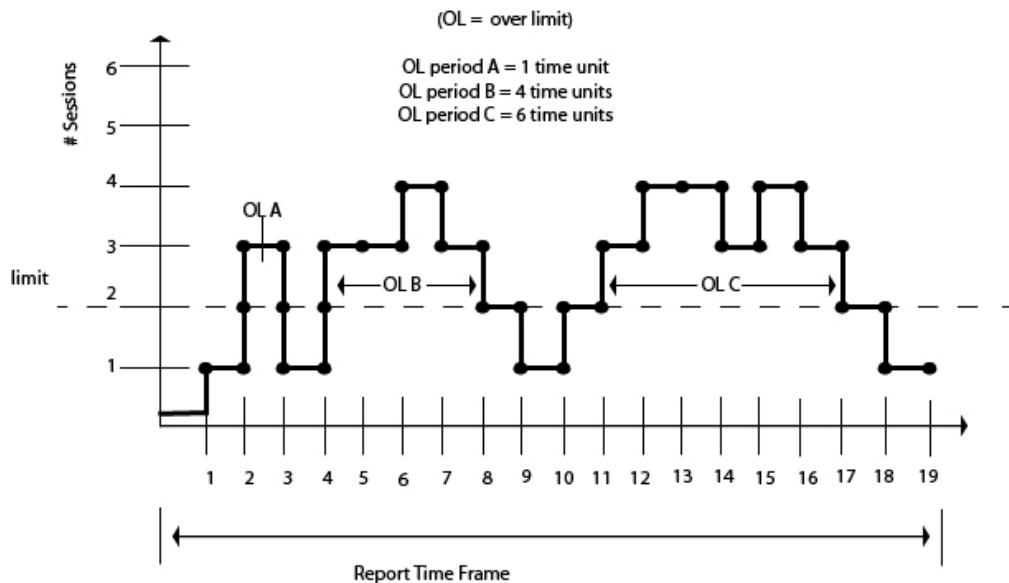 (OL = over limit)
OL period A = 1 time unit
OL period B = 4 time units
OL period C = 6 time units
# Sessions
6
5
4
OL A
3
limit
OL B
OL C
2
1
1 2 3 4 5 6 7 8 9 10 11 12 13 14 15 16 17 18 19
Report Time Frame